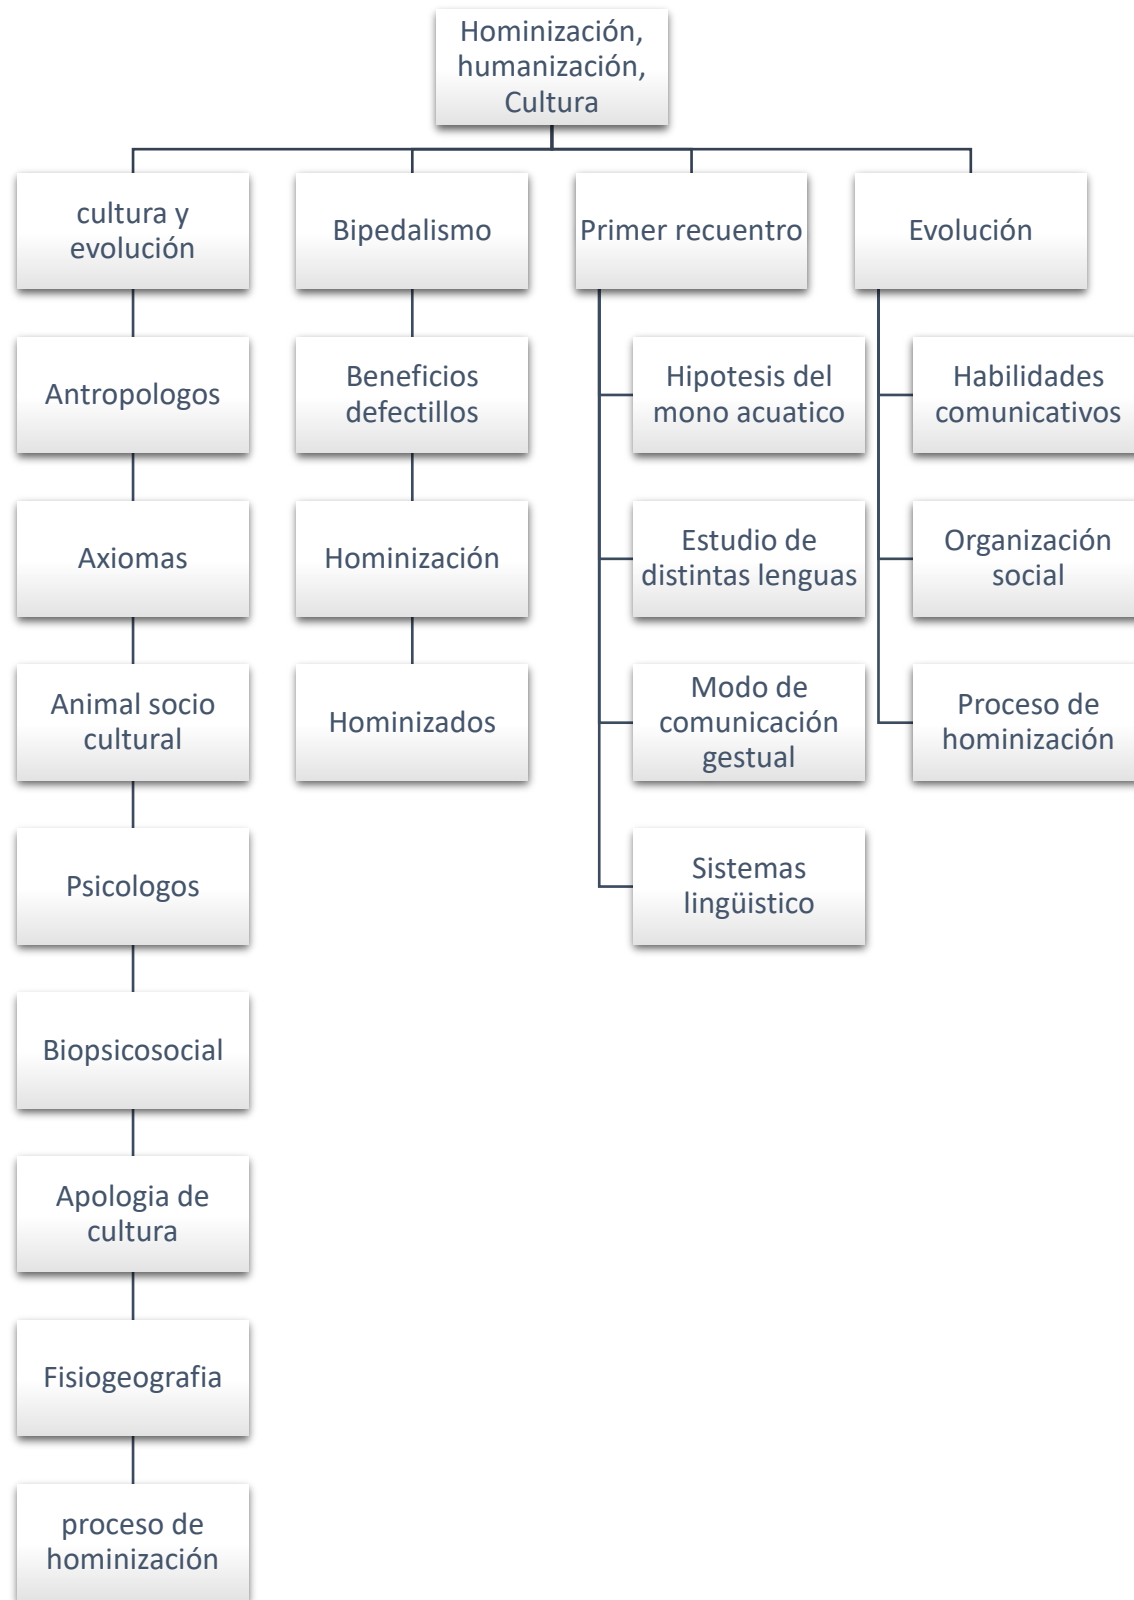 Hominización,
humanización,
Cultura
cultura y
evolución
Antropologos
Axiomas
Animal socio
cultural
Psicologos
Biopsicosocial
Apologia de
cultura
Fisiogeografia
proceso de
hominización
Bipedalismo
Beneficios
defectillos
Hominización
Hominizados
Primer recuentro
Hipotesis del
mono acuatico
Estudio de
distintas lenguas
Modo de
comunicación
gestual
Sistemas
lingüistico
Evolución
Habilidades
comunicativos
Organización
social
Proceso de
hominización